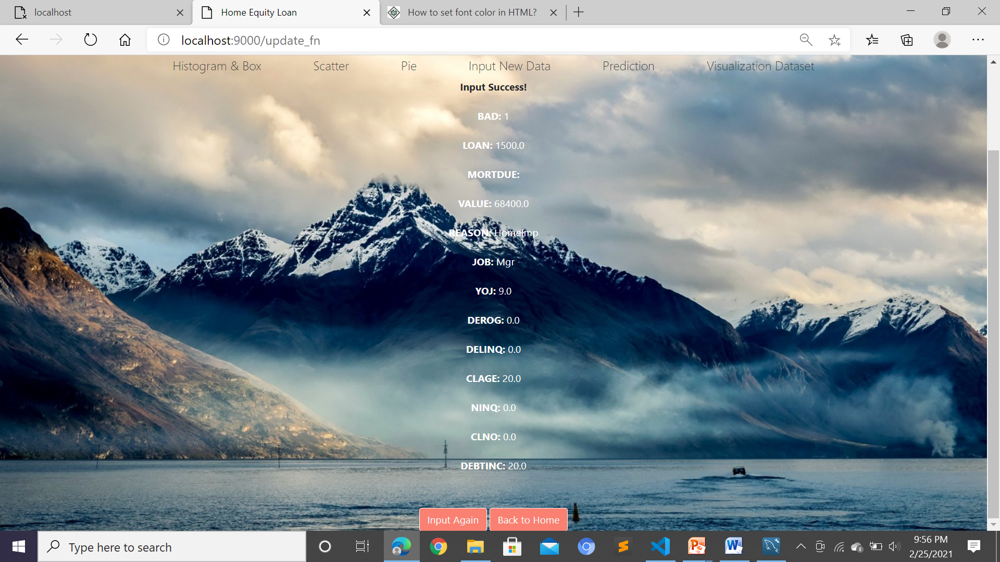 localhost
Home Equity Loan
How to set font color in HTML?
localhost:9000/update_fn
Histogram & Box Scatter Pie Input New Data Prediction Visualization Dataset
Input Success!
BAD: 1
LOAN: 1500.0
MORTDUE:
VALUE: 68400.0
REASON: HomeImp
JOB: Mgr
YOJ: 9.0
DEROG: 0.0
DELINQ: 0.0
CLAGE: 20.0
NINQ: 0.0
CLNO: 0.0
DEBTINC: 20.0
Input Again Back to Home
Type here to search
9:56 PM
2/25/2021